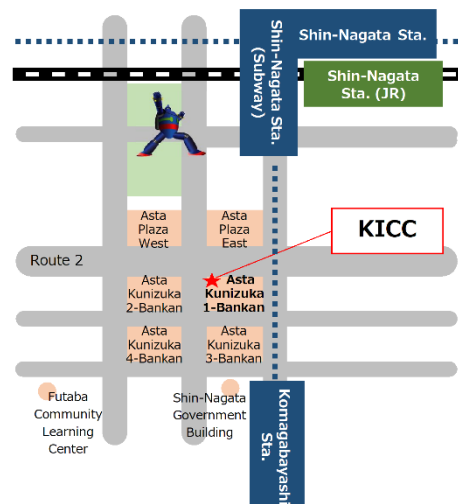 Shin-Nagata Sta.
Shin-Nagata Sta.
(Subway)
Shin-Nagata
Sta. (JR)
Asta
Plaza
West
Asta
Plaza
East
KICC
Route 2
Asta
Kunizuka
2-Bankan
Asta
Kunizuka
1-Bankan
Asta
Kunizuka
4-Bankan
Asta
Kunizuka
3-Bankan
Futaba
Community
Learning
Center
Shin-Nagata
Government
Building
Komagabayashi
Sta.